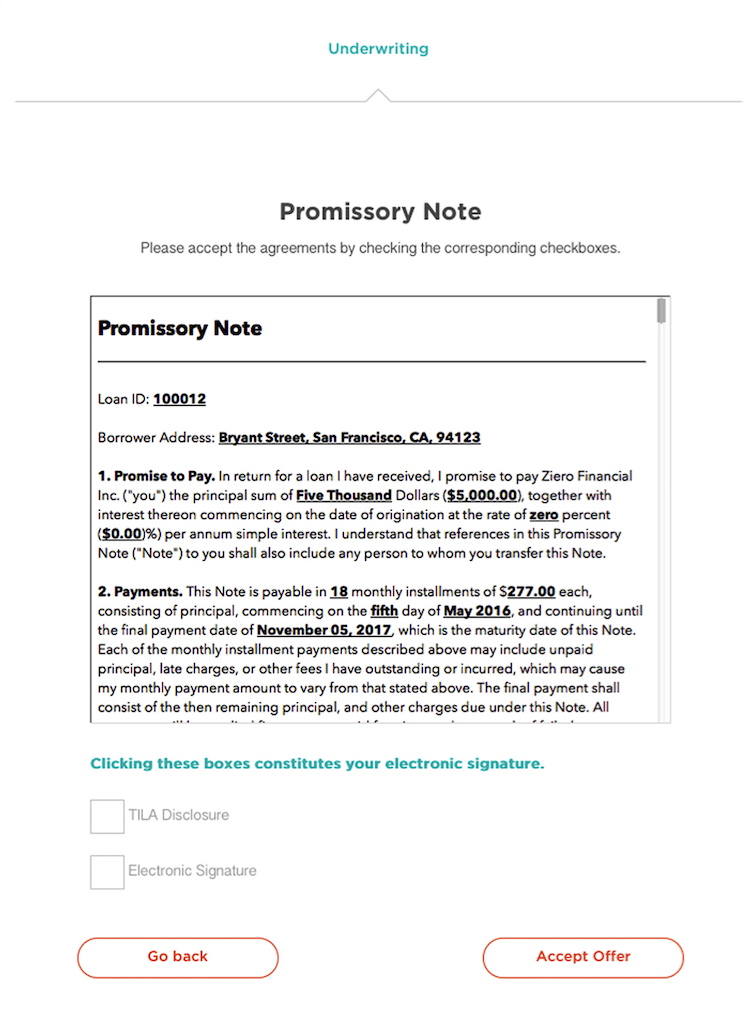 Underwriting
Promissory Note
Please accept the agreements by checking the corresponding checkboxes.
Promissory Note
Loan ID: 100012
Borrower Address: Bryant Street, San Francisco, CA, 94123
1. Promise to Pay. In return for a loan I have received, I promise to pay Ziero Financial
Inc. ("you") the principal sum of Five Thousand Dollars ($5,000.00), together with
interest thereon commencing on the date of origination at the rate of zero percent
($0.00)%) per annum simple interest. I understand that references in this Promissory
Note ("Note") to you shall also include any person to whom you transfer this Note.
2. Payments. This Note is payable in 18 monthly installments of $277.00 each,
consisting of principal, commencing on the fifth day of May 2016, and continuing until
the final payment date of November 05, 2017, which is the maturity date of this Note.
Each of the monthly installment payments described above may include unpaid
principal, late charges, or other fees I have outstanding or incurred, which may cause
my monthly payment amount to vary from that stated above. The final payment shall
consist of the then remaining principal, and other charges due under this Note. All
Clicking these boxes constitutes your electronic signature.
TILA Disclosure
Electronic Signature
Go back
Accept Offer